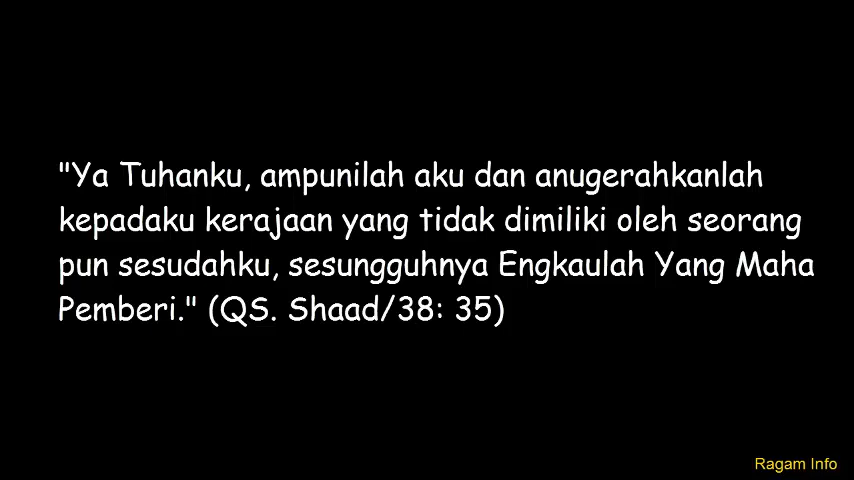 "Ya Tuhanku, ampunilah aku dan anugerahkanlah
kepadaku kerajaan yang tidak dimiliki oleh seorang
pun sesudahku, sesungguhnya Engkaulah Yang Maha
Pemberi." (QS. Shaad/38: 35)
Ragam Info